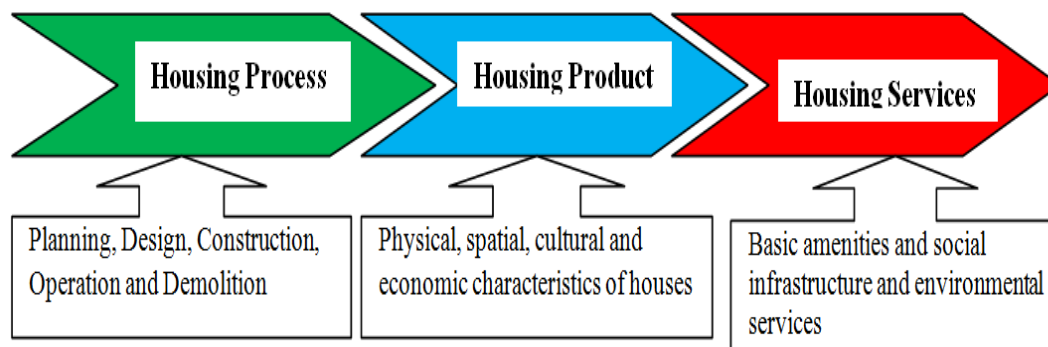 Housing Process
Housing Product
Housing Services
Planning, Design, Construction,
Operation and Demolition
Physical, spatial, cultural and
economic characteristics of houses
Basic amenities and social
infrastructure and environmental
services